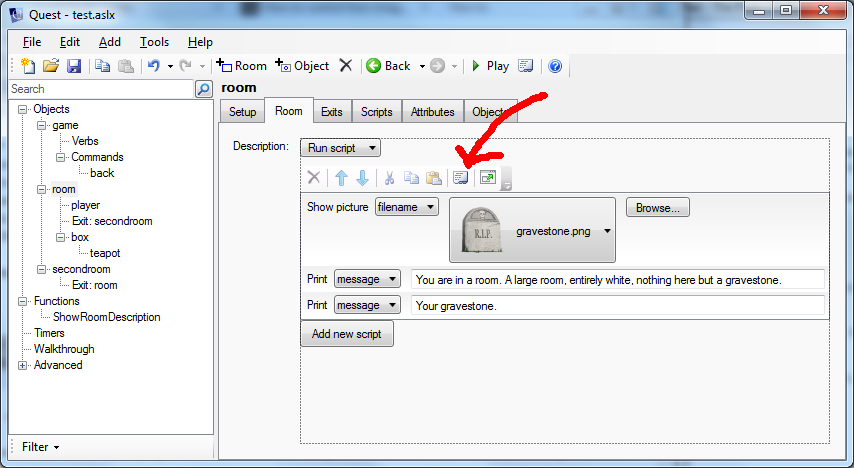 Quest - test.aslx
File Edit Add Tools Help
Room Object Back Play
Search
Objects
game
Verbs
Commands
back
room
player
Exit: secondroom
box
teapot
secondroom
Exit: room
Functions
ShowRoomDescription
Timers
Walkthrough
Advanced
Filter
room
Setup Room Exits Scripts Attributes Objects
Description: Run script
Show picture filename R.I.P. gravestone.png Browse...
Print message You are in a room. A large room, entirely white, nothing here but a gravestone.
Print message Your gravestone.
Add new script